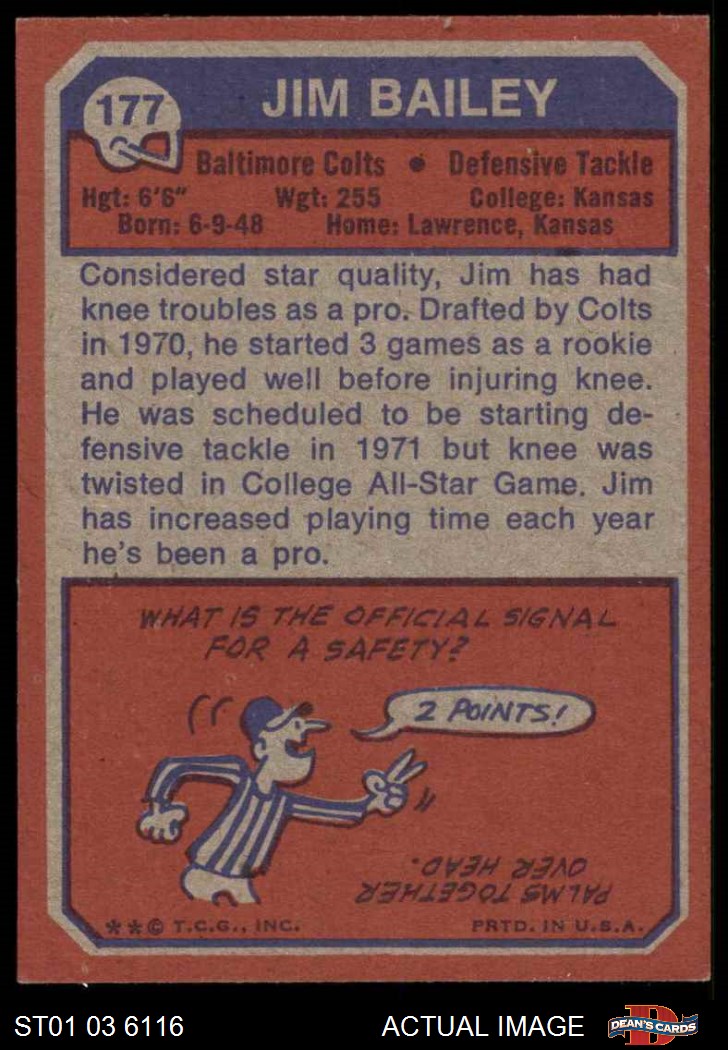 177
JIM BAILEY
Baltimore Colts • Defensive Tackle
Hgt: 6'6" Wgt: 255 College: Kansas
Born: 6-9-48 Home: Lawrence, Kansas
Considered star quality, Jim has had
knee troubles as a pro. Drafted by Colts
in 1970, he started 3 games as a rookie
and played well before injuring knee.
He was scheduled to be starting de-
fensive tackle in 1971 but knee was
twisted in College All-Star Game. Jim
has increased playing time each year
he's been a pro.
WHAT IS THE OFFICIAL SIGNAL
FOR A SAFETY?
2 POINTS!
PALMS TOGETHER
OVER HEAD.
**© T.C.G., INC. PRTD. IN U.S.A.
ST01 03 6116 ACTUAL IMAGE
D
DEAN'S CARDS